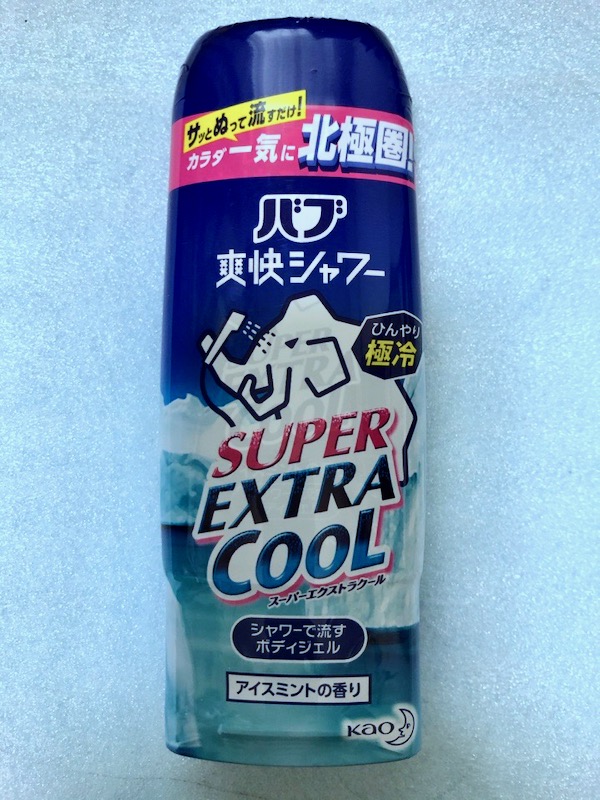 サッとぬって流すだけ!
カラダ一気に北極圏!!
バブ
爽快シャワー
ひんやり
極冷
SUPER
EXTRA
COOL
スーパーエクストラクール
シャワーで流す
ボディジェル
アイスミントの香り
Kao